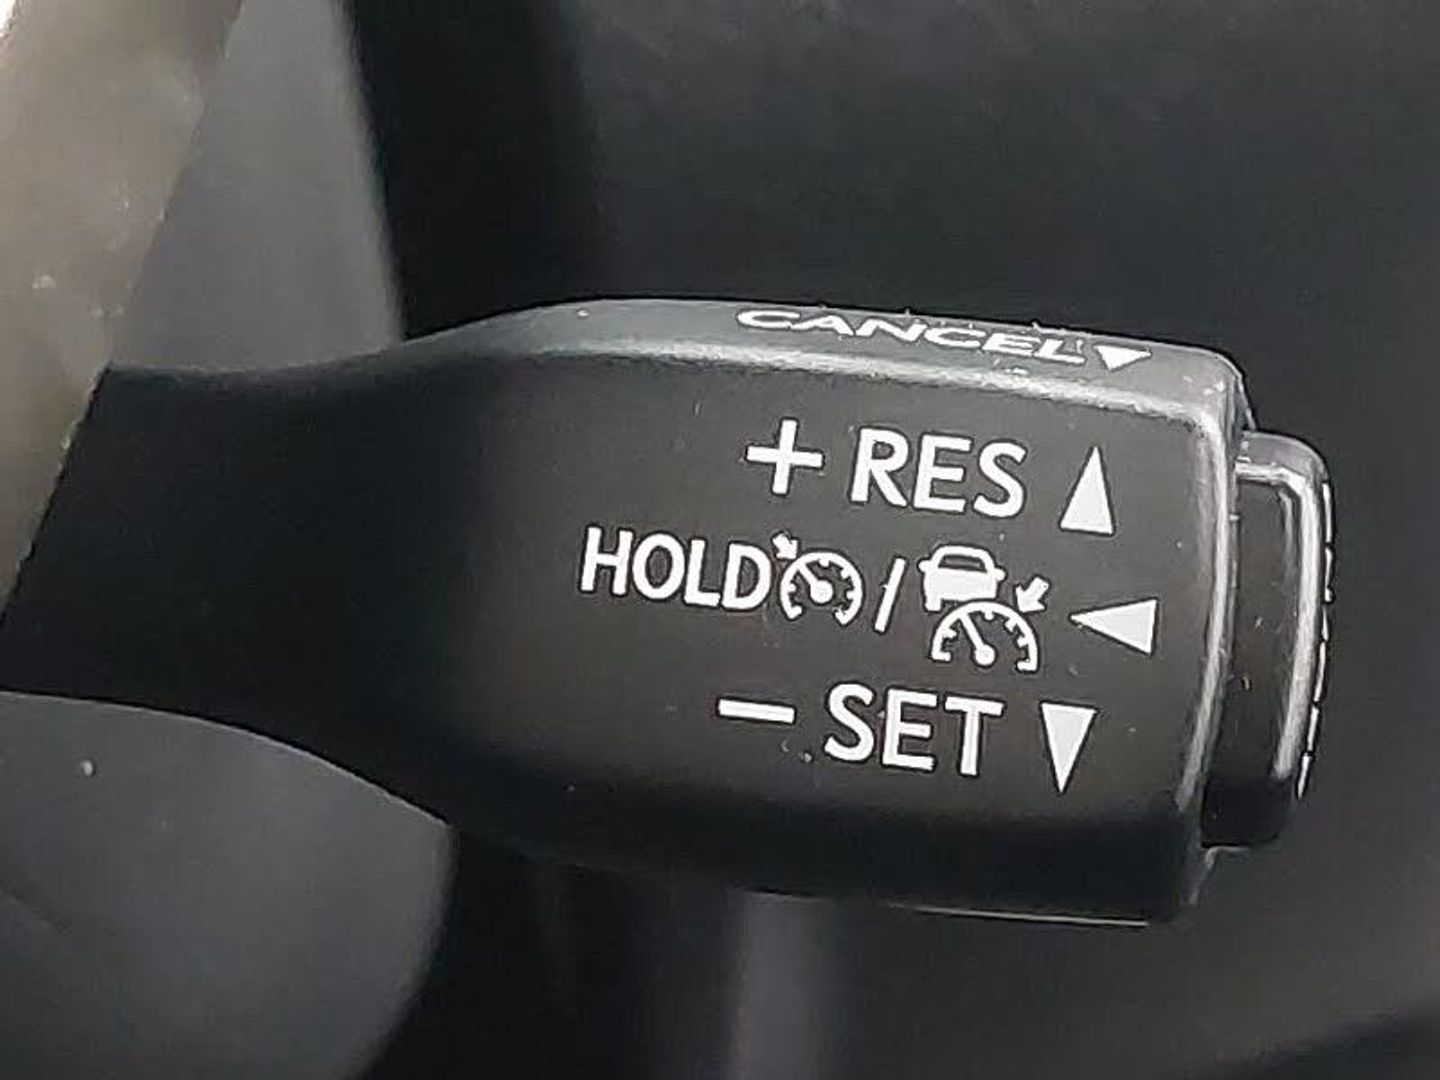 CANCEL
+ RES
HOLD /
- SET